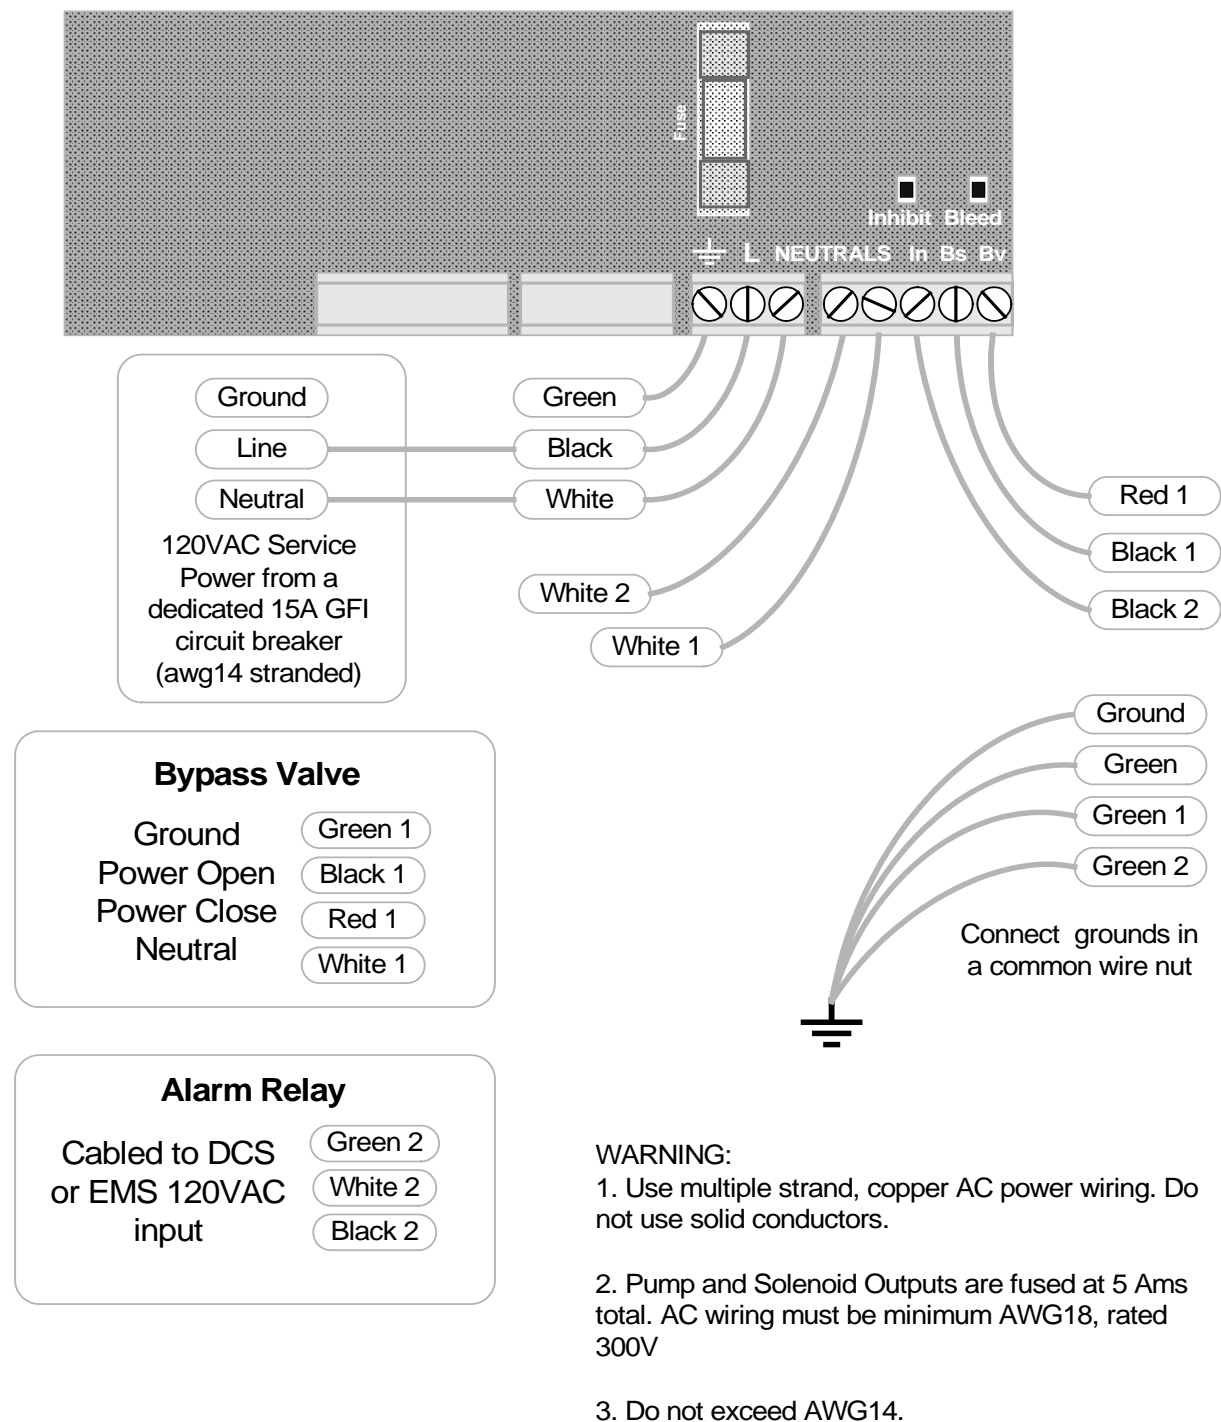 Fuse
Inhibit Bleed
L NEUTRALS In Bs Bv
Ground
Line
Neutral
120VAC Service
Power from a
dedicated 15A GFI
circuit breaker
(awg14 stranded)
Green
Black
White
White 2
White 1
Red 1
Black 1
Black 2
Ground
Green
Green 1
Green 2
Connect grounds in
a common wire nut
Bypass Valve
Ground Green 1
Power Open Black 1
Power Close Red 1
Neutral White 1
Alarm Relay
Cabled to DCS
or EMS 120VAC
input
Green 2
White 2
Black 2
WARNING:
1. Use multiple strand, copper AC power wiring. Do
not use solid conductors.
2. Pump and Solenoid Outputs are fused at 5 Ams
total. AC wiring must be minimum AWG18, rated
300V
3. Do not exceed AWG14.